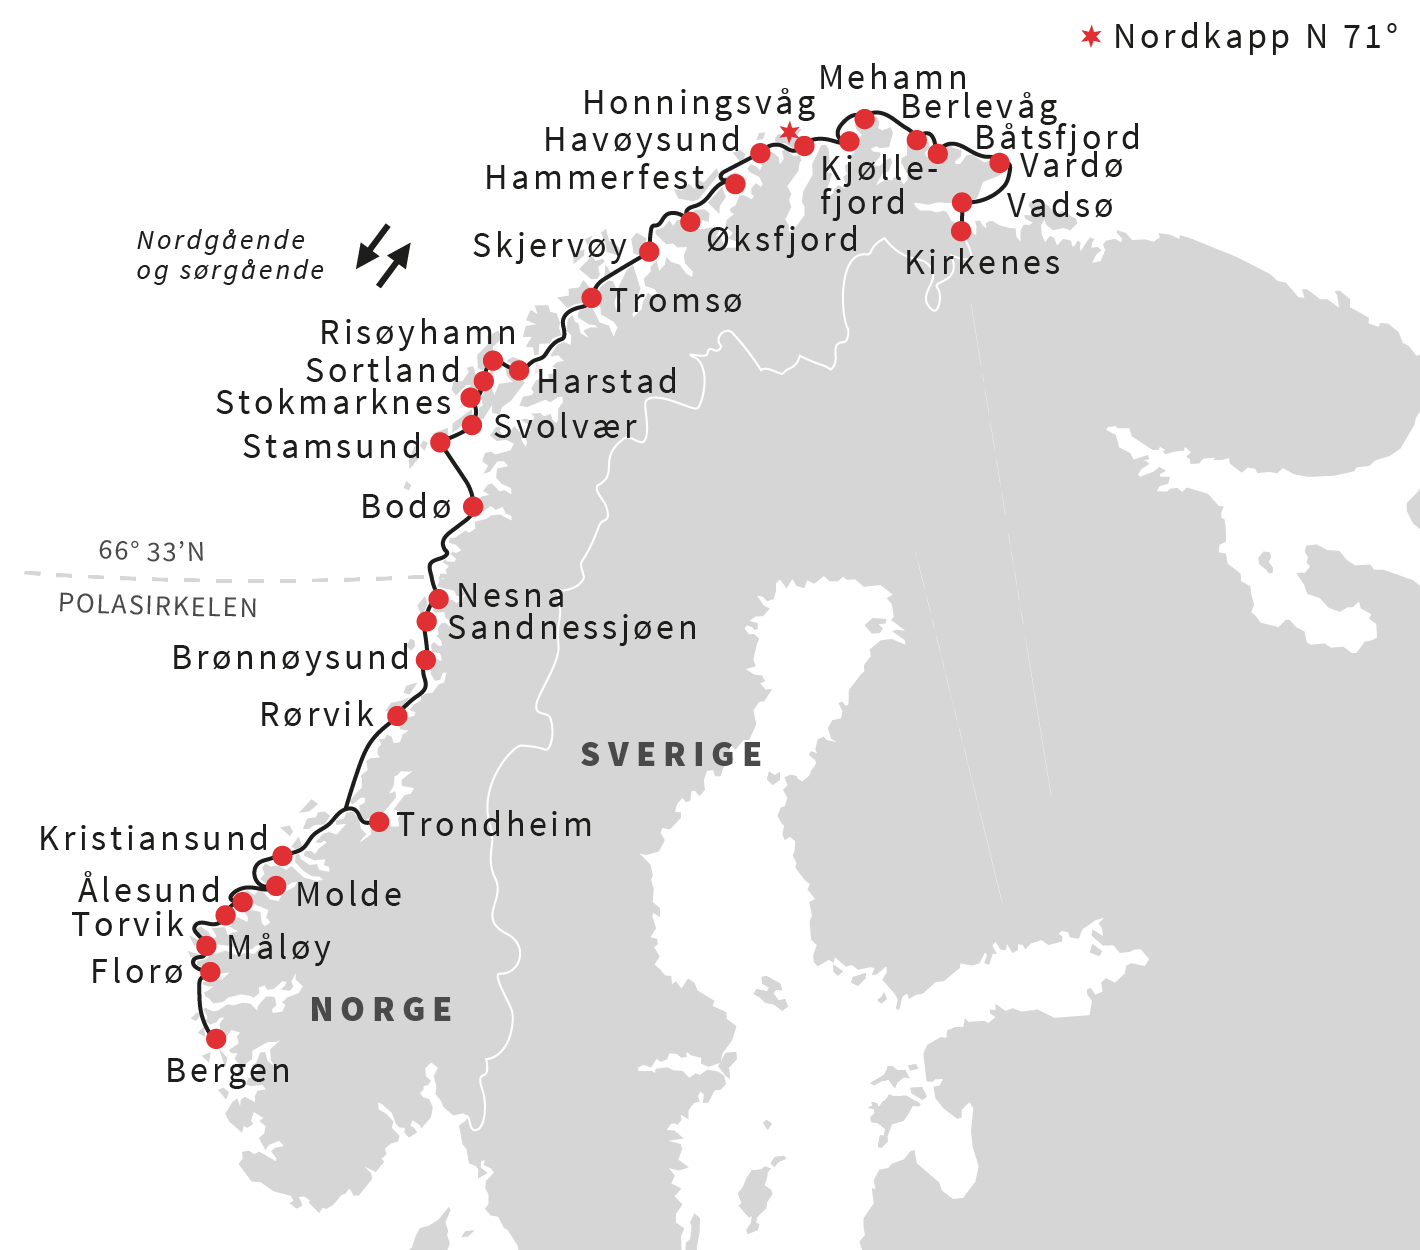 Nordkapp N 71°
Mehamn
Honningsvåg
Berlevåg
Havøysund
Båtsfjord
Hammerfest
Kjølle-
fjord
Vardø
Vadsø
Skjervøy
Øksfjord
Kirkenes
Nordgående
og sørgående
Tromsø
Risøyhamn
Sortland
Harstad
Stokmarknes
Svolvær
Stamsund
Bodø
66° 33’N
POLASIRKELEN
Nesna
Sandnessjøen
Brønnøysund
Rørvik
SVERIGE
Trondheim
Kristiansund
Ålesund
Molde
Torvik
Måløy
Florø
NORGE
Bergen